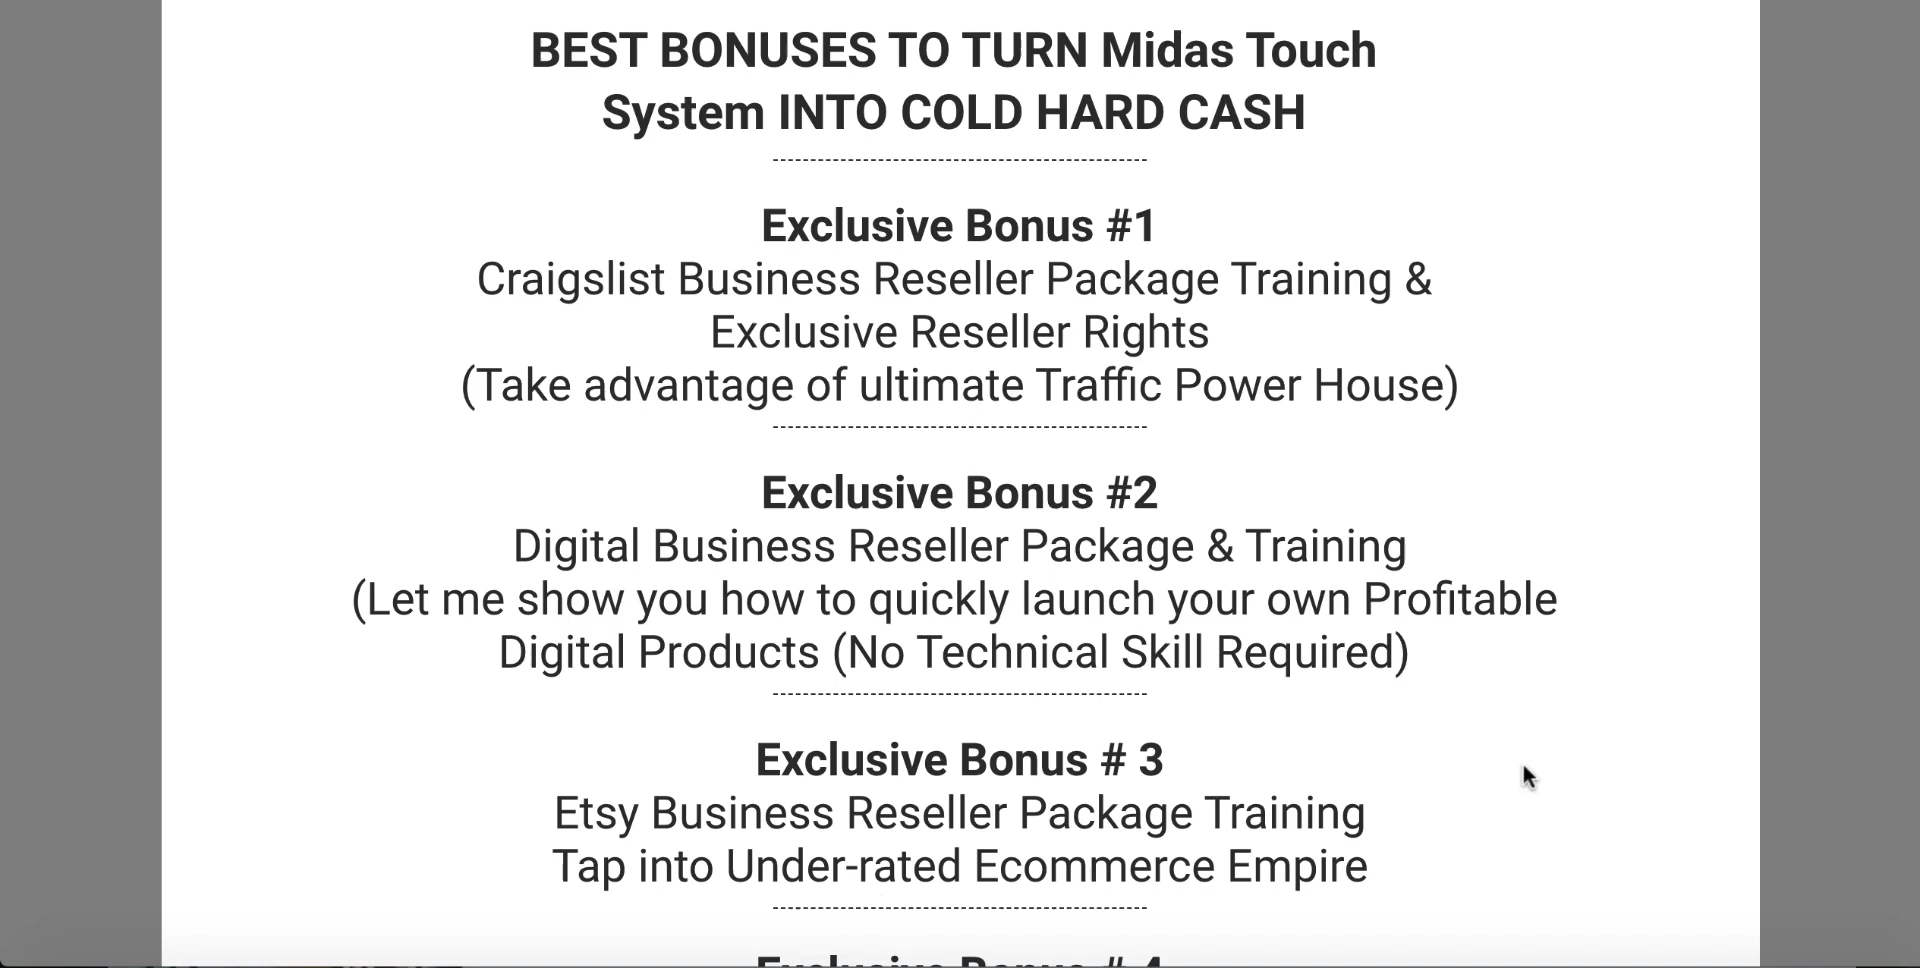 BEST BONUSES TO TURN Midas Touch
System INTO COLD HARD CASH
--------------------------------------------------
Exclusive Bonus #1
Craigslist Business Reseller Package Training &
Exclusive Reseller Rights
(Take advantage of ultimate Traffic Power House)
--------------------------------------------------
Exclusive Bonus #2
Digital Business Reseller Package & Training
(Let me show you how to quickly launch your own Profitable
Digital Products (No Technical Skill Required)
--------------------------------------------------
Exclusive Bonus # 3
Etsy Business Reseller Package Training
Tap into Under-rated Ecommerce Empire
--------------------------------------------------
Exclusive Bonus # 4